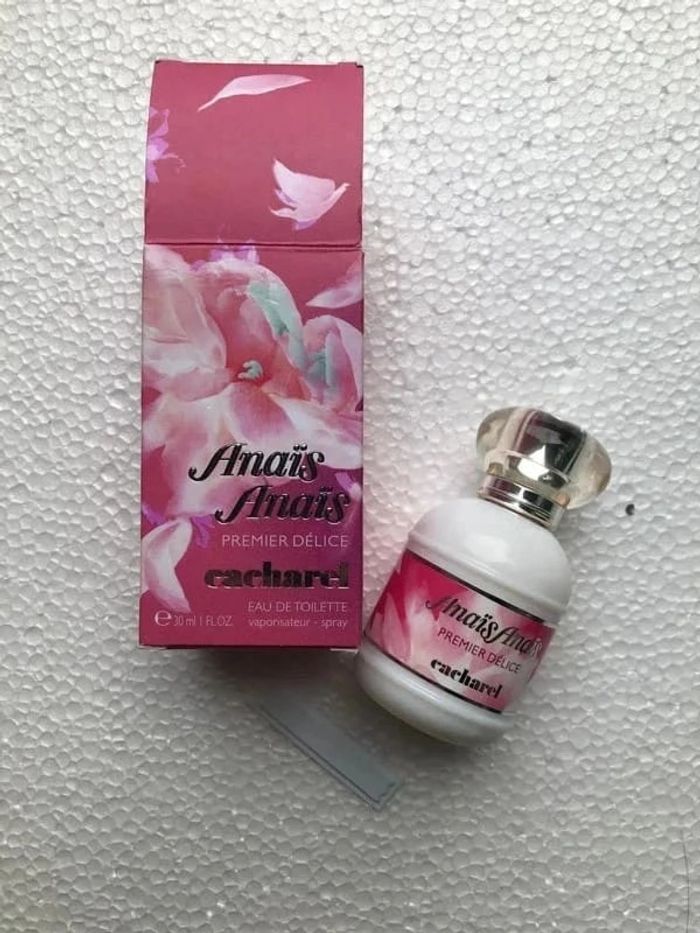 Anaïs
Anaïs
PREMIER DÉLICE
cacharel
EAU DE TOILETTE
℮ 30 ml 1 FL.OZ. vaporisateur - spray
Anaïs Anaïs
PREMIER DÉLICE
cacharel